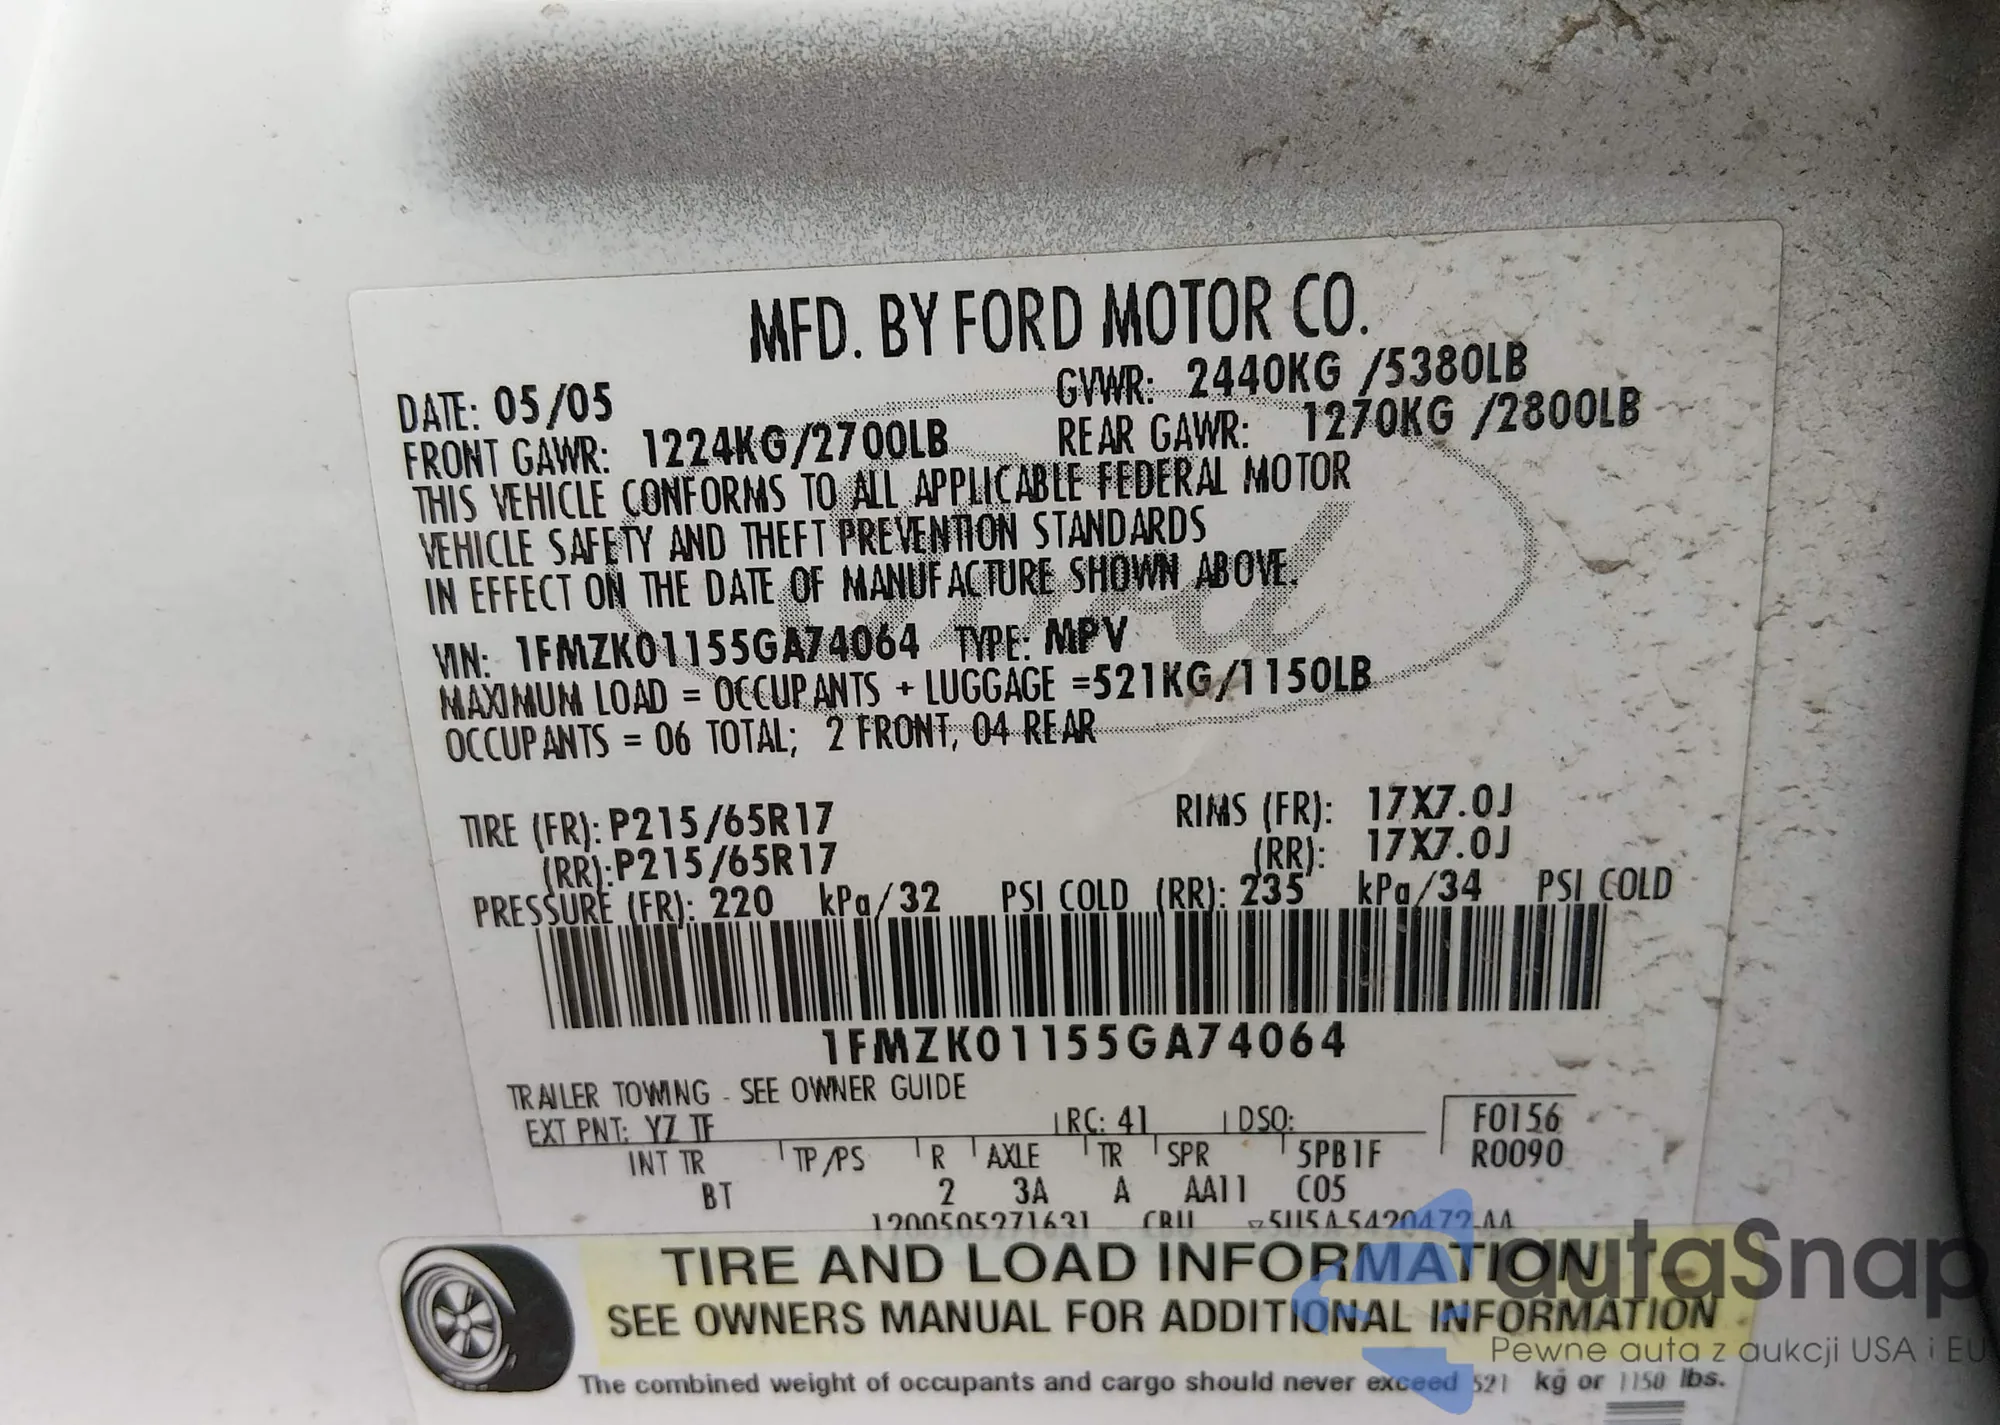 MFD. BY FORD MOTOR CO.
DATE: 05/05 GVWR: 2440KG /5380LB
FRONT GAWR: 1224KG/2700LB REAR GAWR: 1270KG /2800LB
THIS VEHICLE CONFORMS TO ALL APPLICABLE FEDERAL MOTOR
VEHICLE SAFETY AND THEFT PREVENTION STANDARDS
IN EFFECT ON THE DATE OF MANUFACTURE SHOWN ABOVE.
VIN: 1FMZK01155GA74064 TYPE: MPV
MAXIMUM LOAD = OCCUPANTS + LUGGAGE =521KG/1150LB
OCCUPANTS = 06 TOTAL; 2 FRONT, 04 REAR
TIRE (FR): P215/65R17 RIMS (FR): 17X7.0J
(RR): P215/65R17 (RR): 17X7.0J
PRESSURE (FR): 220 kPa/32 PSI COLD (RR): 235 kPa/34 PSI COLD
1FMZK01155GA74064
TRAILER TOWING - SEE OWNER GUIDE
EXT PNT: YZ TF RC: 41 DSO: F0156
INT TR TP/PS R AXLE TR SPR 5PB1F R0090
BT 2 3A A AA11 C05
1200505271631 CBU 5U5A-5420472-AA
TIRE AND LOAD INFORMATION
SEE OWNERS MANUAL FOR ADDITIONAL INFORMATION
The combined weight of occupants and cargo should never exceed 521 kg or 1150 lbs.
autaSnap
Pewne auta z aukcji USA i EU